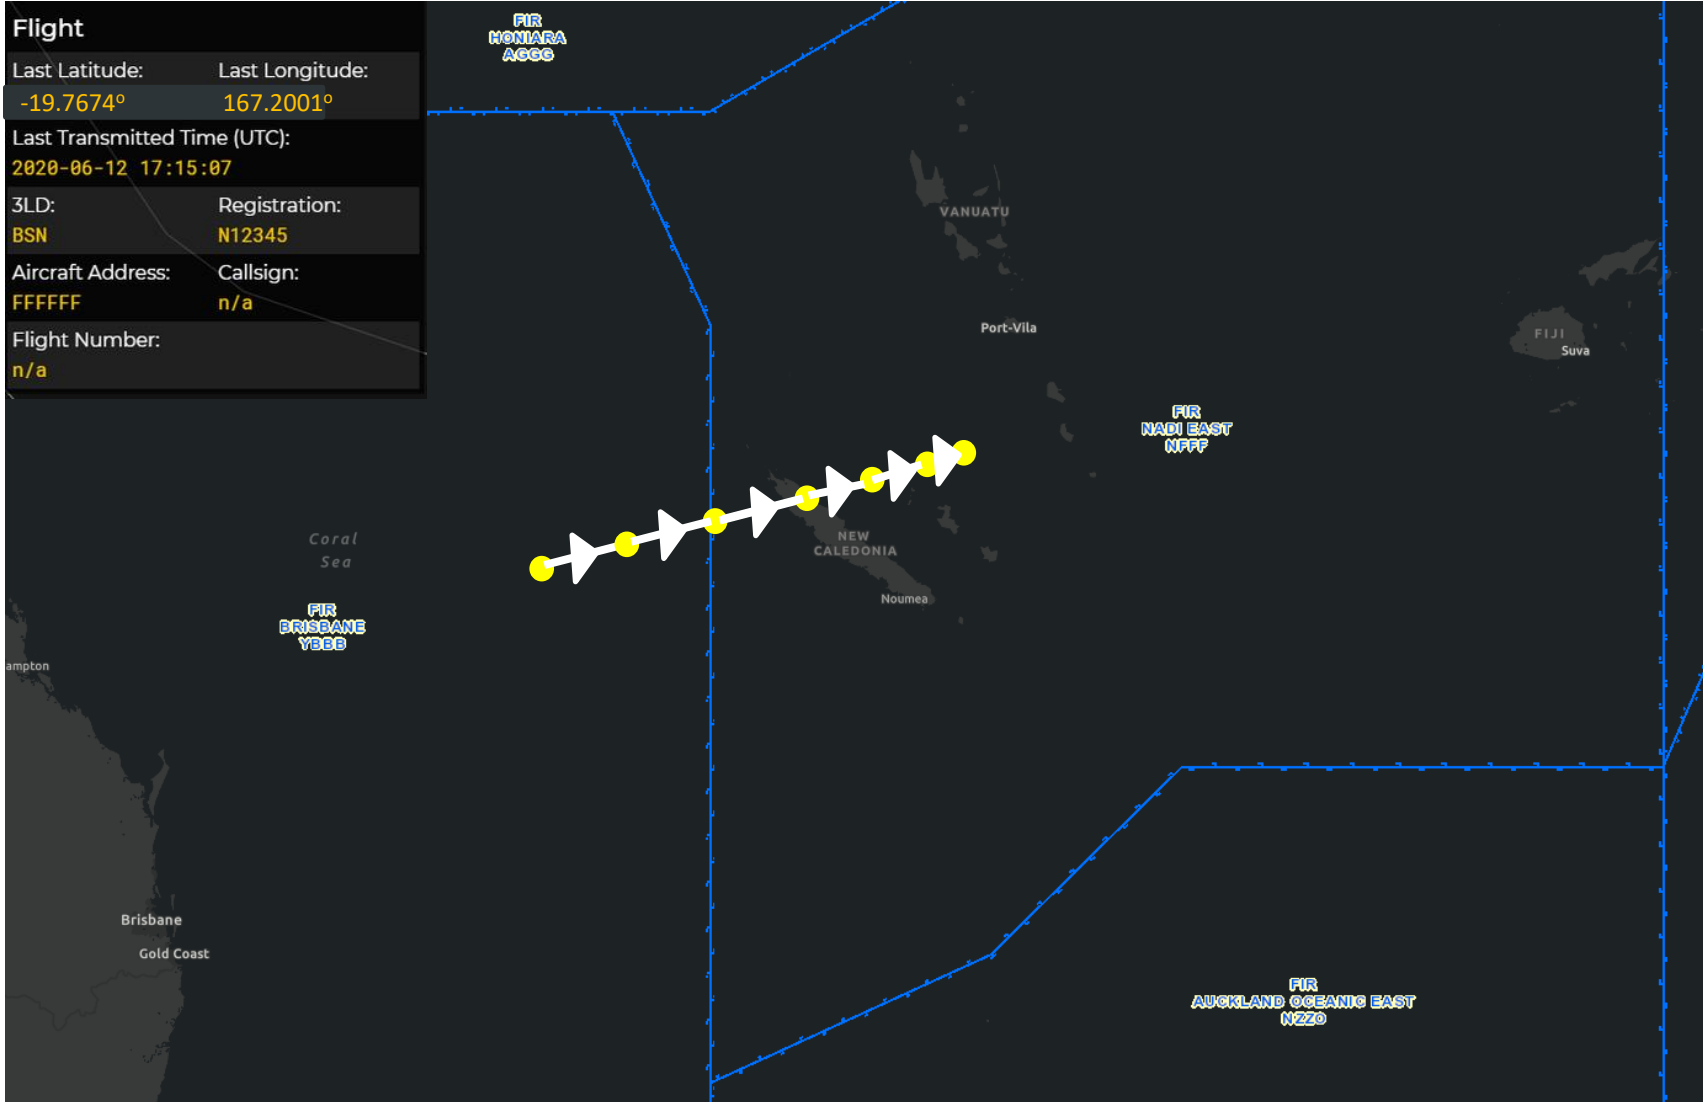 Flight
Last Latitude: Last Longitude:
-19.7674° 167.2001°
Last Transmitted Time (UTC):
2020-06-12 17:15:07
3LD: Registration:
BSN N12345
Aircraft Address: Callsign:
FFFFFF n/a
Flight Number:
n/a
FIR
HONIARA
AGGG
VANUATU
Port-Vila
FIJI
Suva
FIR
NADI EAST
NFFF
Coral
Sea
NEW
CALEDONIA
Noumea
FIR
BRISBANE
YBBB
ampton
Brisbane
Gold Coast
FIR
AUCKLAND OCEANIC EAST
NZZO